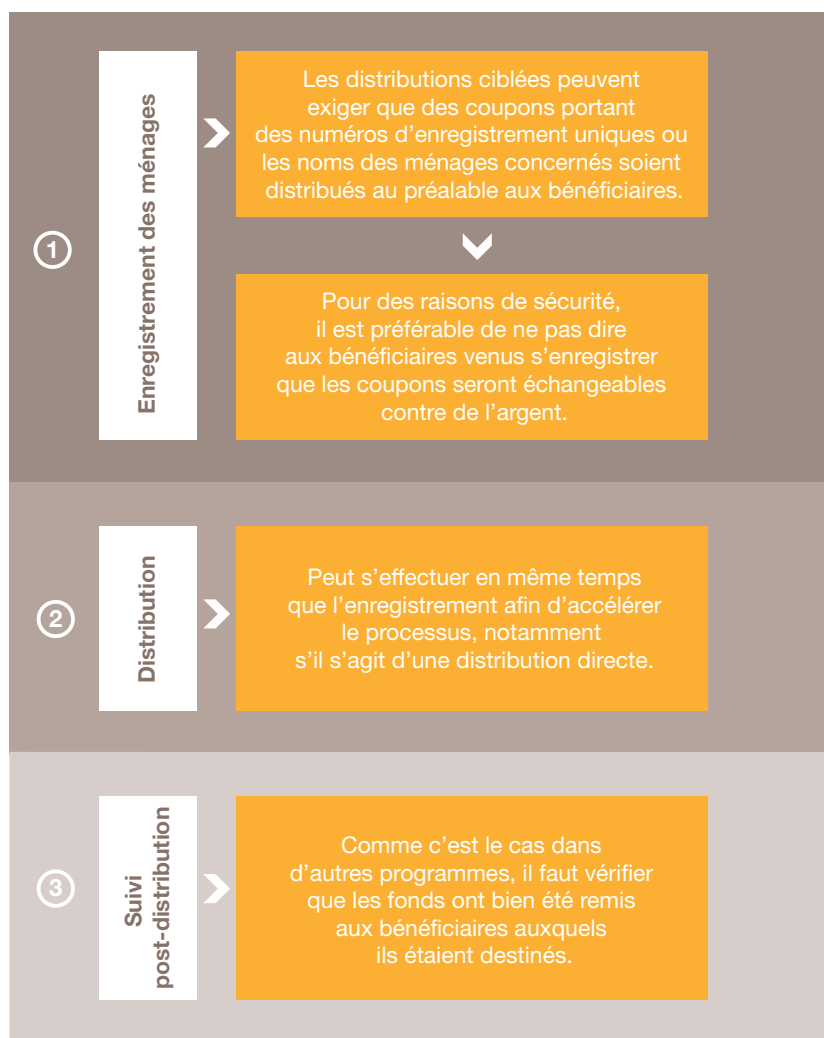 1
Enregistrement des ménages
Les distributions ciblées peuvent
exiger que des coupons portant
des numéros d’enregistrement uniques ou
les noms des ménages concernés soient
distribués au préalable aux bénéficiaires.
Pour des raisons de sécurité,
il est préférable de ne pas dire
aux bénéficiaires venus s’enregistrer
que les coupons seront échangeables
contre de l’argent.
2
Distribution
Peut s’effectuer en même temps
que l’enregistrement afin d’accélérer
le processus, notamment
s’il s’agit d’une distribution directe.
3
Suivi
post-distribution
Comme c’est le cas dans
d’autres programmes, il faut vérifier
que les fonds ont bien été remis
aux bénéficiaires auxquels
ils étaient destinés.